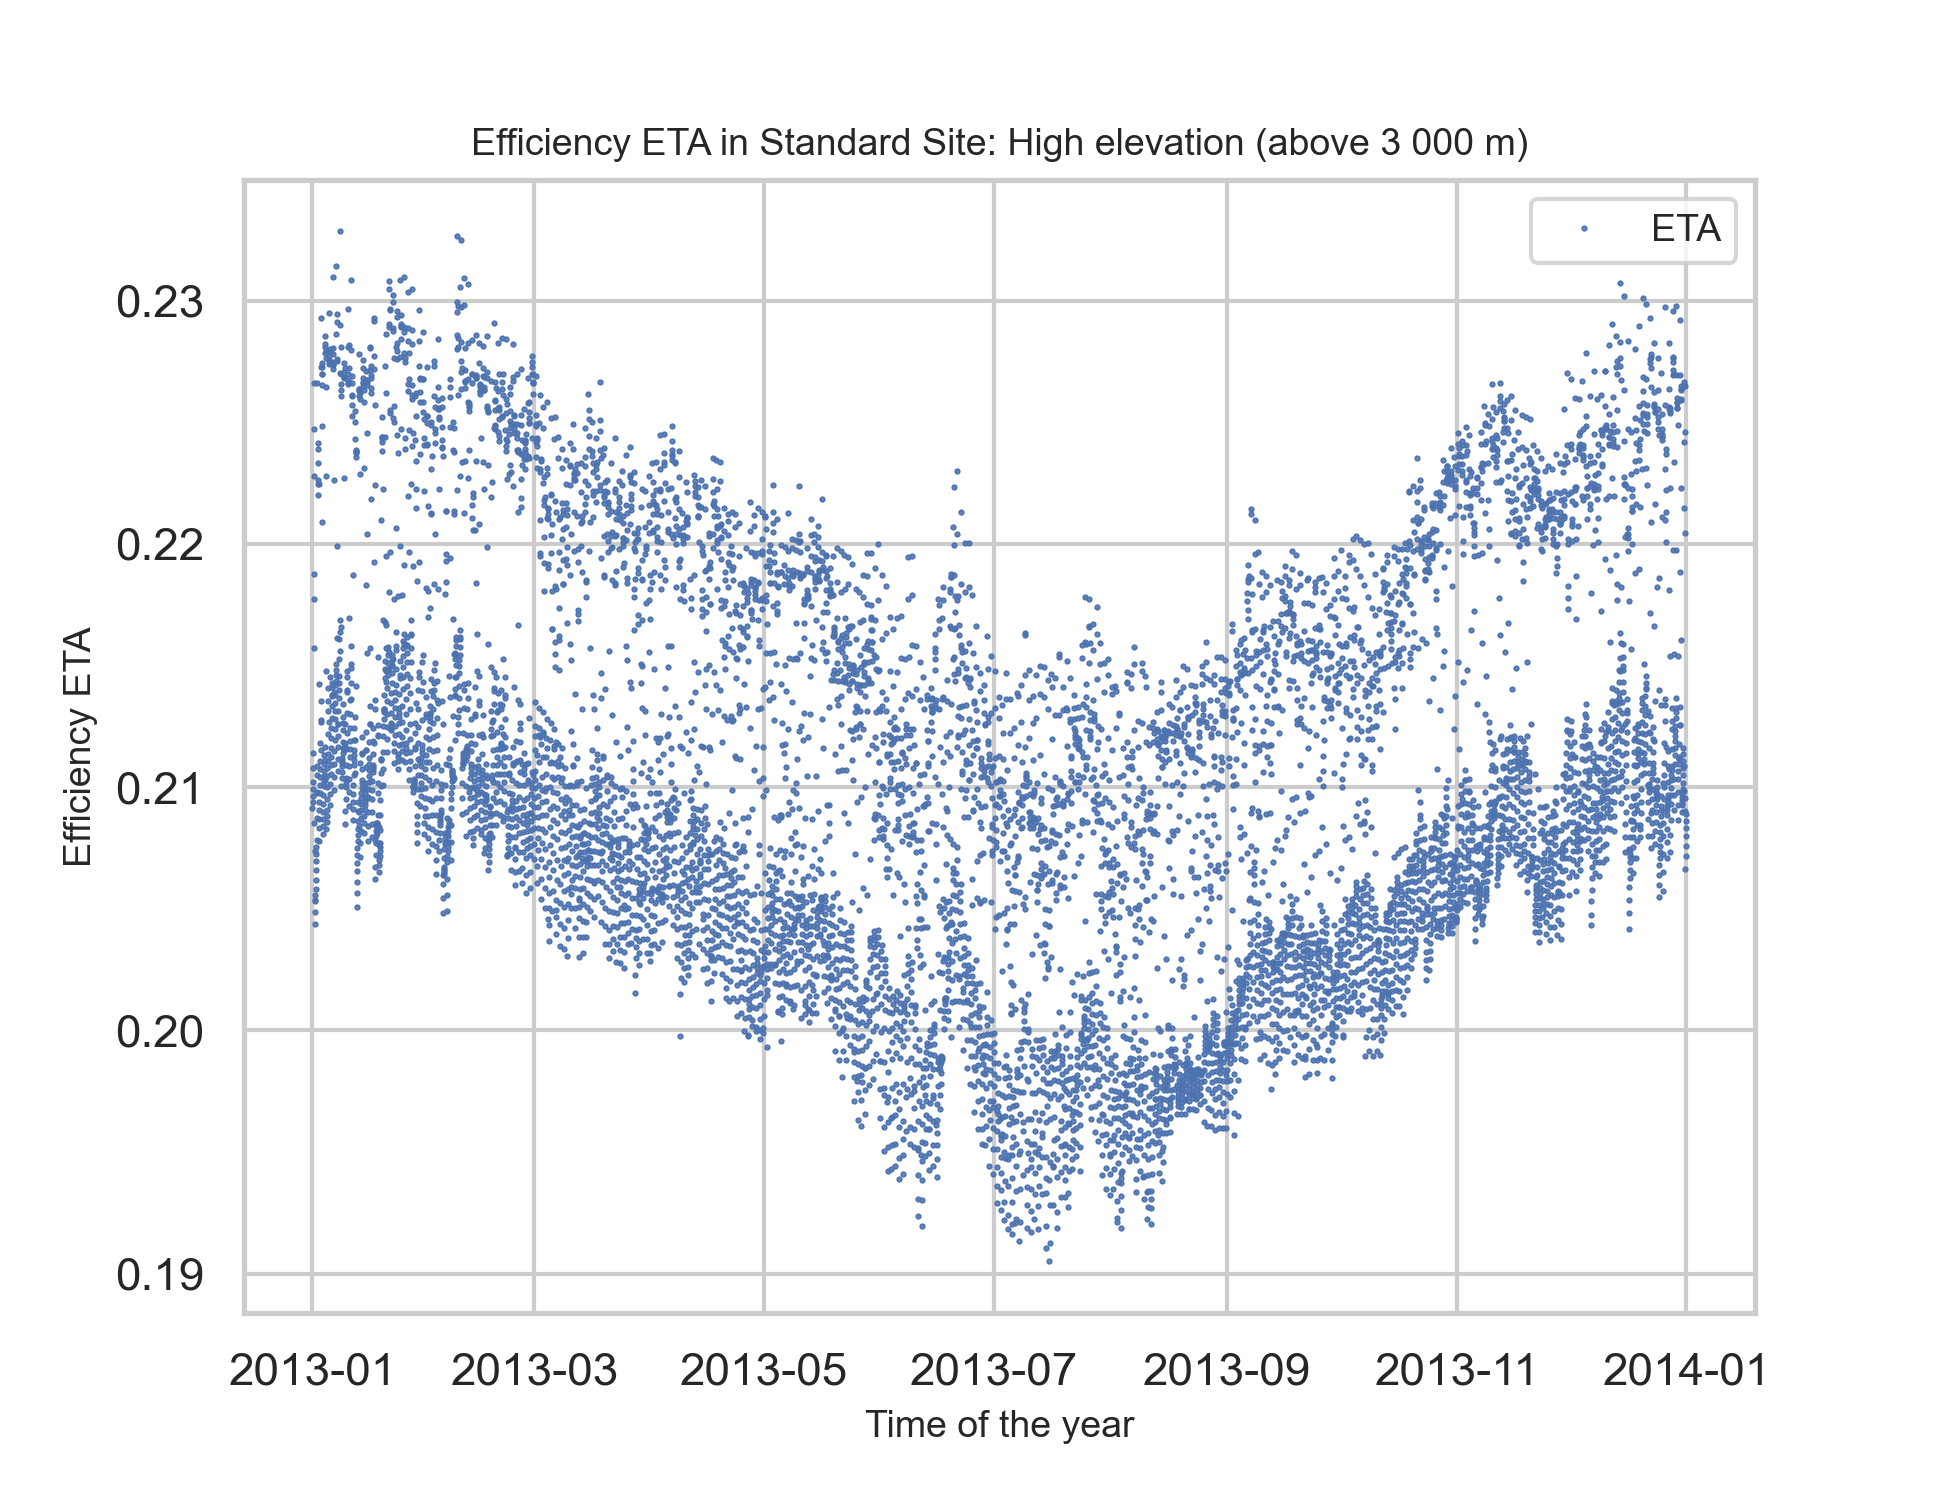 Efficiency ETA in Standard Site: High elevation (above 3 000 m)
ETA
0.23
0.22
0.21
0.20
0.19
Efficiency ETA
2013-01 2013-03 2013-05 2013-07 2013-09 2013-11 2014-01
Time of the year